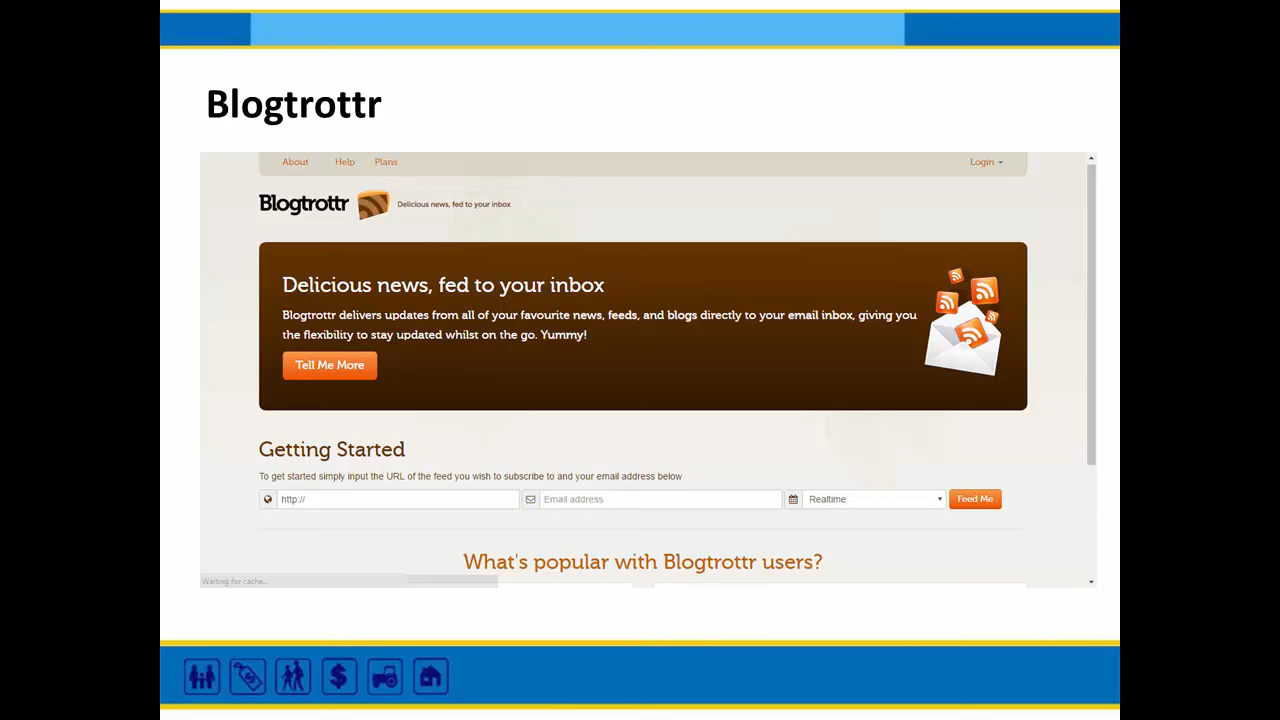 Blogtrottr
About Help Plans Login
Blogtrottr Delicious news, fed to your inbox
Delicious news, fed to your inbox
Blogtrottr delivers updates from all of your favourite news, feeds, and blogs directly to your email inbox, giving you
the flexibility to stay updated whilst on the go. Yummy!
Tell Me More
Getting Started
To get started simply input the URL of the feed you wish to subscribe to and your email address below
http:// Email address Realtime Feed Me
What's popular with Blogtrottr users?
Waiting for cache...